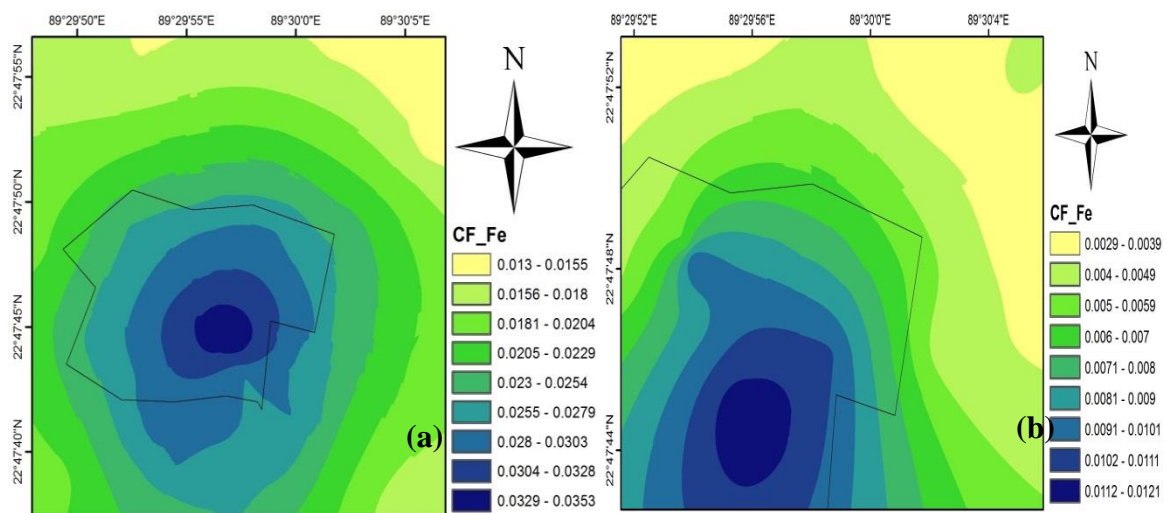 89°29'50"E 89°29'55"E 89°30'0"E 89°30'5"E
22°47'55"N
22°47'50"N
22°47'45"N
22°47'40"N
N
CF_Fe
0.013 - 0.0155
0.0156 - 0.018
0.0181 - 0.0204
0.0205 - 0.0229
0.023 - 0.0254
0.0255 - 0.0279
0.028 - 0.0303
0.0304 - 0.0328
0.0329 - 0.0353
(a)
89°29'52"E 89°29'56"E 89°30'0"E 89°30'4"E
22°47'52"N
22°47'48"N
22°47'44"N
N
CF_Fe
0.0029 - 0.0039
0.004 - 0.0049
0.005 - 0.0059
0.006 - 0.007
0.0071 - 0.008
0.0081 - 0.009
0.0091 - 0.0101
0.0102 - 0.0111
0.0112 - 0.0121
(b)